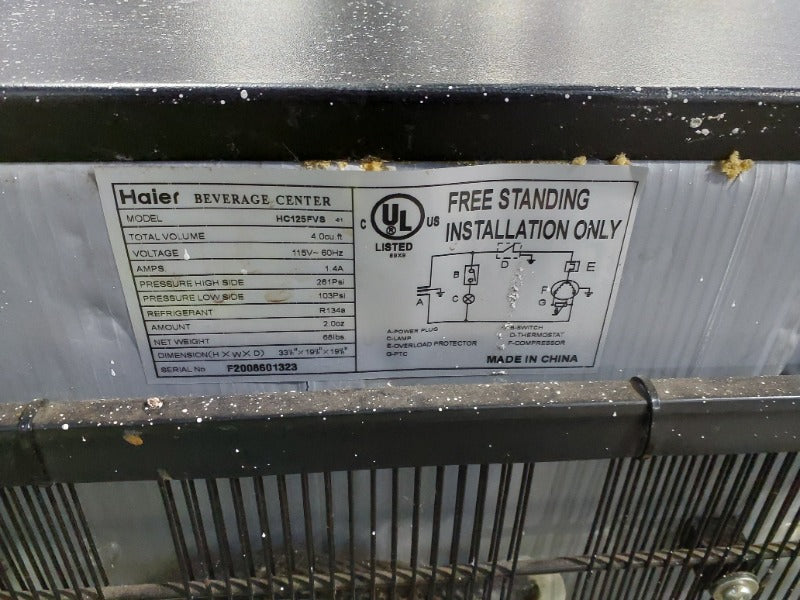 Haier BEVERAGE CENTER
MODEL HC125FVS
TOTAL VOLUME 4.0cu.ft
VOLTAGE 115V~ 60Hz
AMPS. 1.4A
PRESSURE HIGH SIDE 261Psi
PRESSURE LOW SIDE 103Psi
REFRIGERANT R134a
AMOUNT 2.0oz
NET WEIGHT 68lbs
DIMENSION(H X W X D)
SERIAL No F2008601323
C UL US
LISTED
89X9
FREE STANDING
INSTALLATION ONLY
D
B E
A C F
G
A-POWER PLUG B-SWITCH
C-LAMP D-THERMOSTAT
E-OVERLOAD PROTECTOR F-COMPRESSOR
G-PTC
MADE IN CHINA